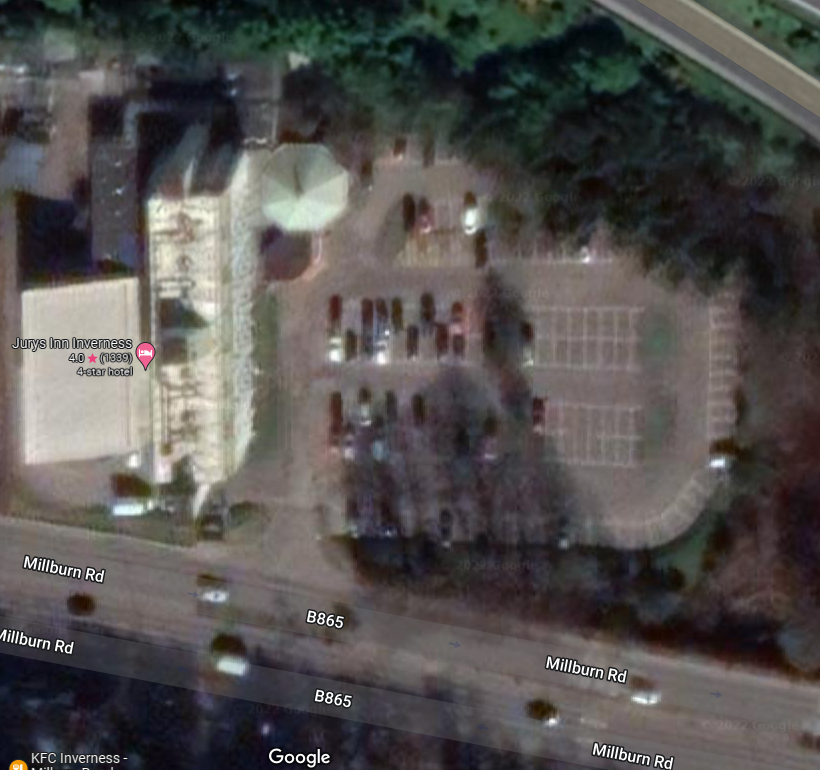 Jurys Inn Inverness
4.0 ★ (1839)
4-star hotel
Millburn Rd
B865
Millburn Rd
Millburn Rd
B865
Millburn Rd
KFC Inverness -
Google